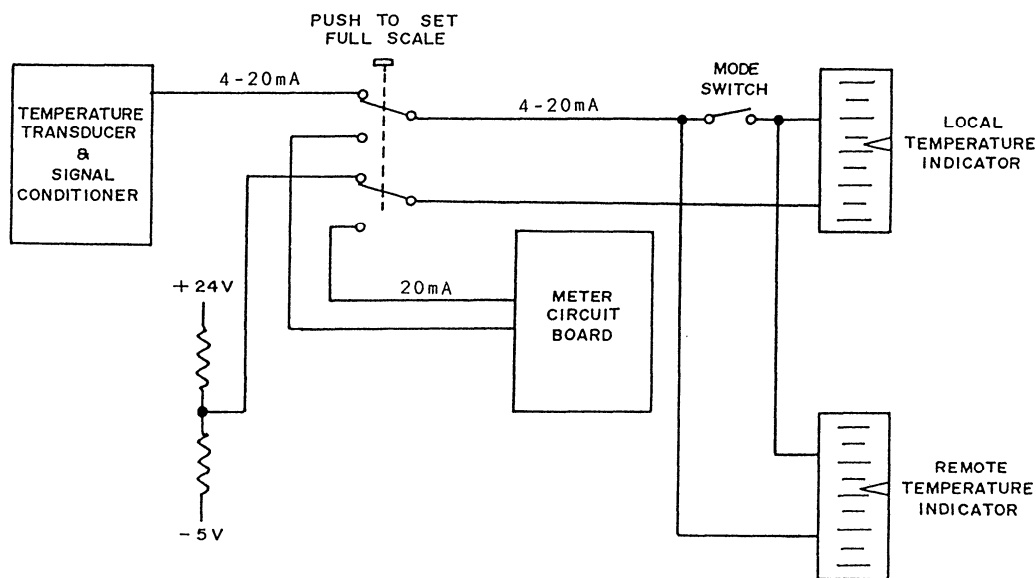 PUSH TO SET
FULL SCALE
4-20mA
TEMPERATURE
TRANSDUCER
&
SIGNAL
CONDITIONER
4-20mA
MODE
SWITCH
LOCAL
TEMPERATURE
INDICATOR
+24V
20mA
METER
CIRCUIT
BOARD
-5V
REMOTE
TEMPERATURE
INDICATOR